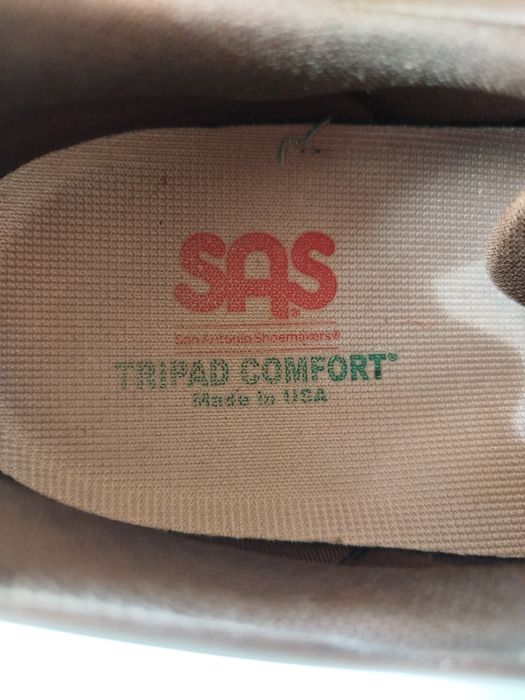 SAS®
San Antonio Shoemakers®
TRIPAD COMFORT®
Made in USA